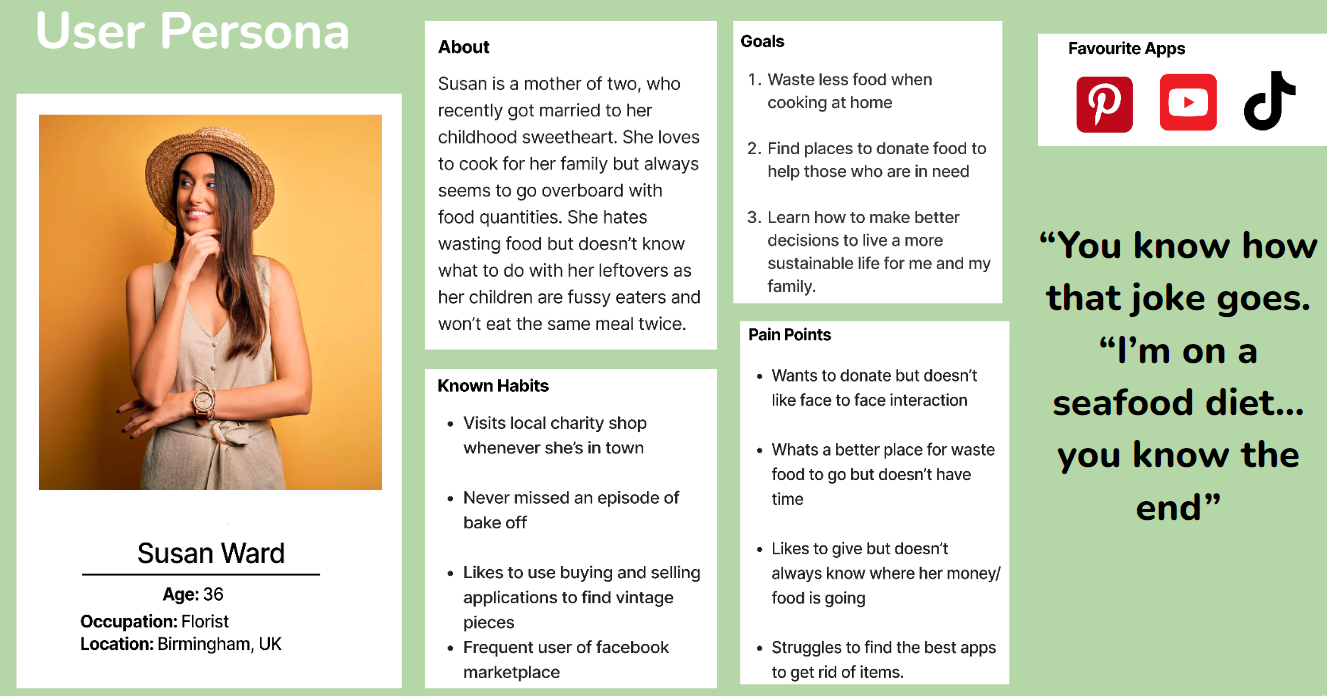 User Persona
Susan Ward
Age: 36
Occupation: Florist
Location: Birmingham, UK
About
Susan is a mother of two, who
recently got married to her
childhood sweetheart. She loves
to cook for her family but always
seems to go overboard with
food quantities. She hates
wasting food but doesn’t know
what to do with her leftovers as
her children are fussy eaters and
won’t eat the same meal twice.
Known Habits
• Visits local charity shop
whenever she’s in town
• Never missed an episode of
bake off
• Likes to use buying and selling
applications to find vintage
pieces
• Frequent user of facebook
marketplace
Goals
1. Waste less food when
cooking at home
2. Find places to donate food to
help those who are in need
3. Learn how to make better
decisions to live a more
sustainable life for me and my
family.
Pain Points
• Wants to donate but doesn’t
like face to face interaction
• Whats a better place for waste
food to go but doesn’t have
time
• Likes to give but doesn’t
always know where her money/
food is going
• Struggles to find the best apps
to get rid of items.
Favourite Apps
“You know how
that joke goes.
“I’m on a
seafood diet...
you know the
end”